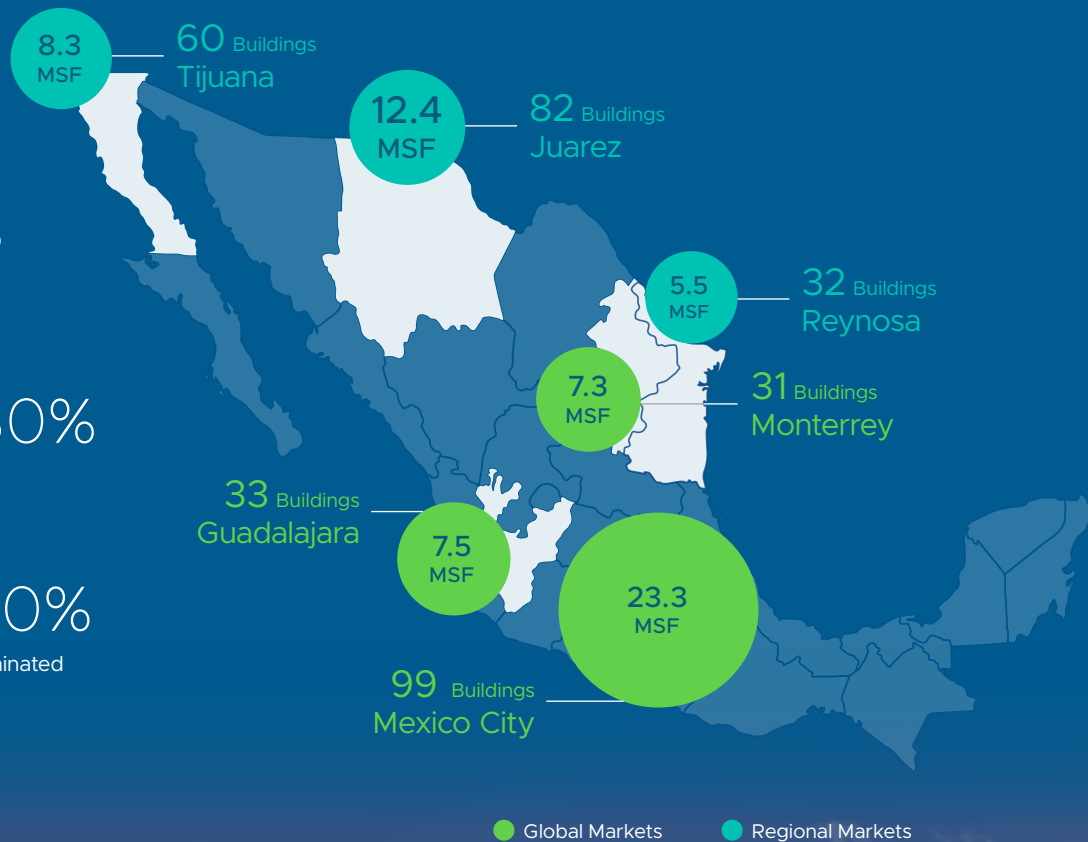 8.3
MSF
60 Buildings
Tijuana
12.4
MSF
82 Buildings
Juarez
5.5
MSF
32 Buildings
Reynosa
7.3
MSF
31 Buildings
Monterrey
0%
33 Buildings
Guadalajara
7.5
MSF
23.3
MSF
0%
99 Buildings
Mexico City
Global Markets
Regional Markets